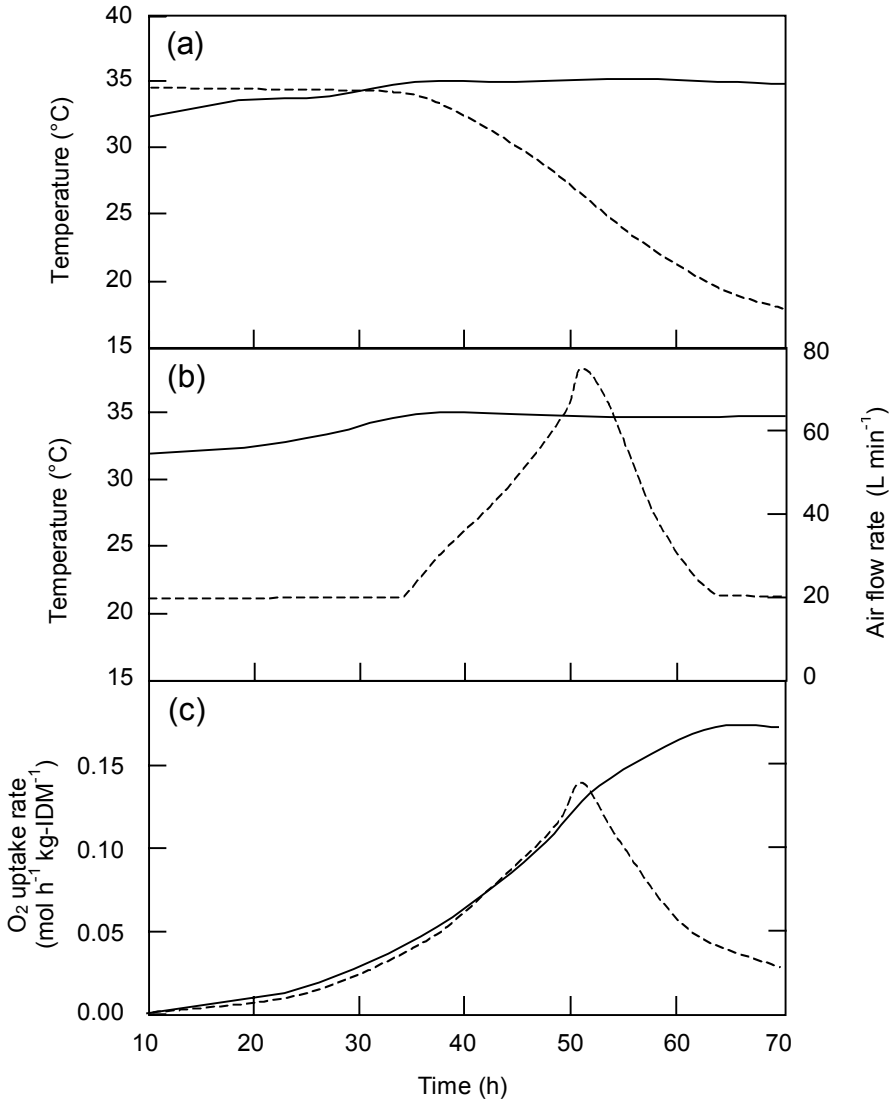 (a)
Temperature (°C)
40
35
30
25
20
15
(b)
Temperature (°C)
35
30
25
20
15
80
60
40
20
0
Air flow rate (L min⁻¹)
(c)
O₂ uptake rate
(mol h⁻¹ kg-IDM⁻¹)
0.15
0.10
0.05
0.00
10 20 30 40 50 60 70
Time (h)